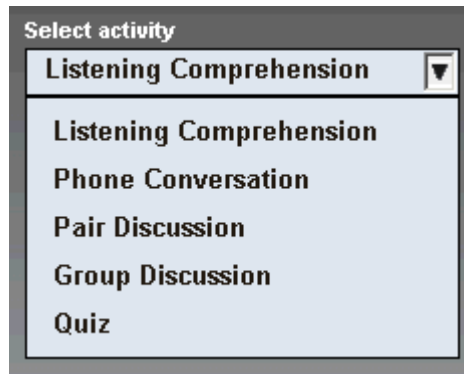 Select activity
Listening Comprehension
Listening Comprehension
Phone Conversation
Pair Discussion
Group Discussion
Quiz